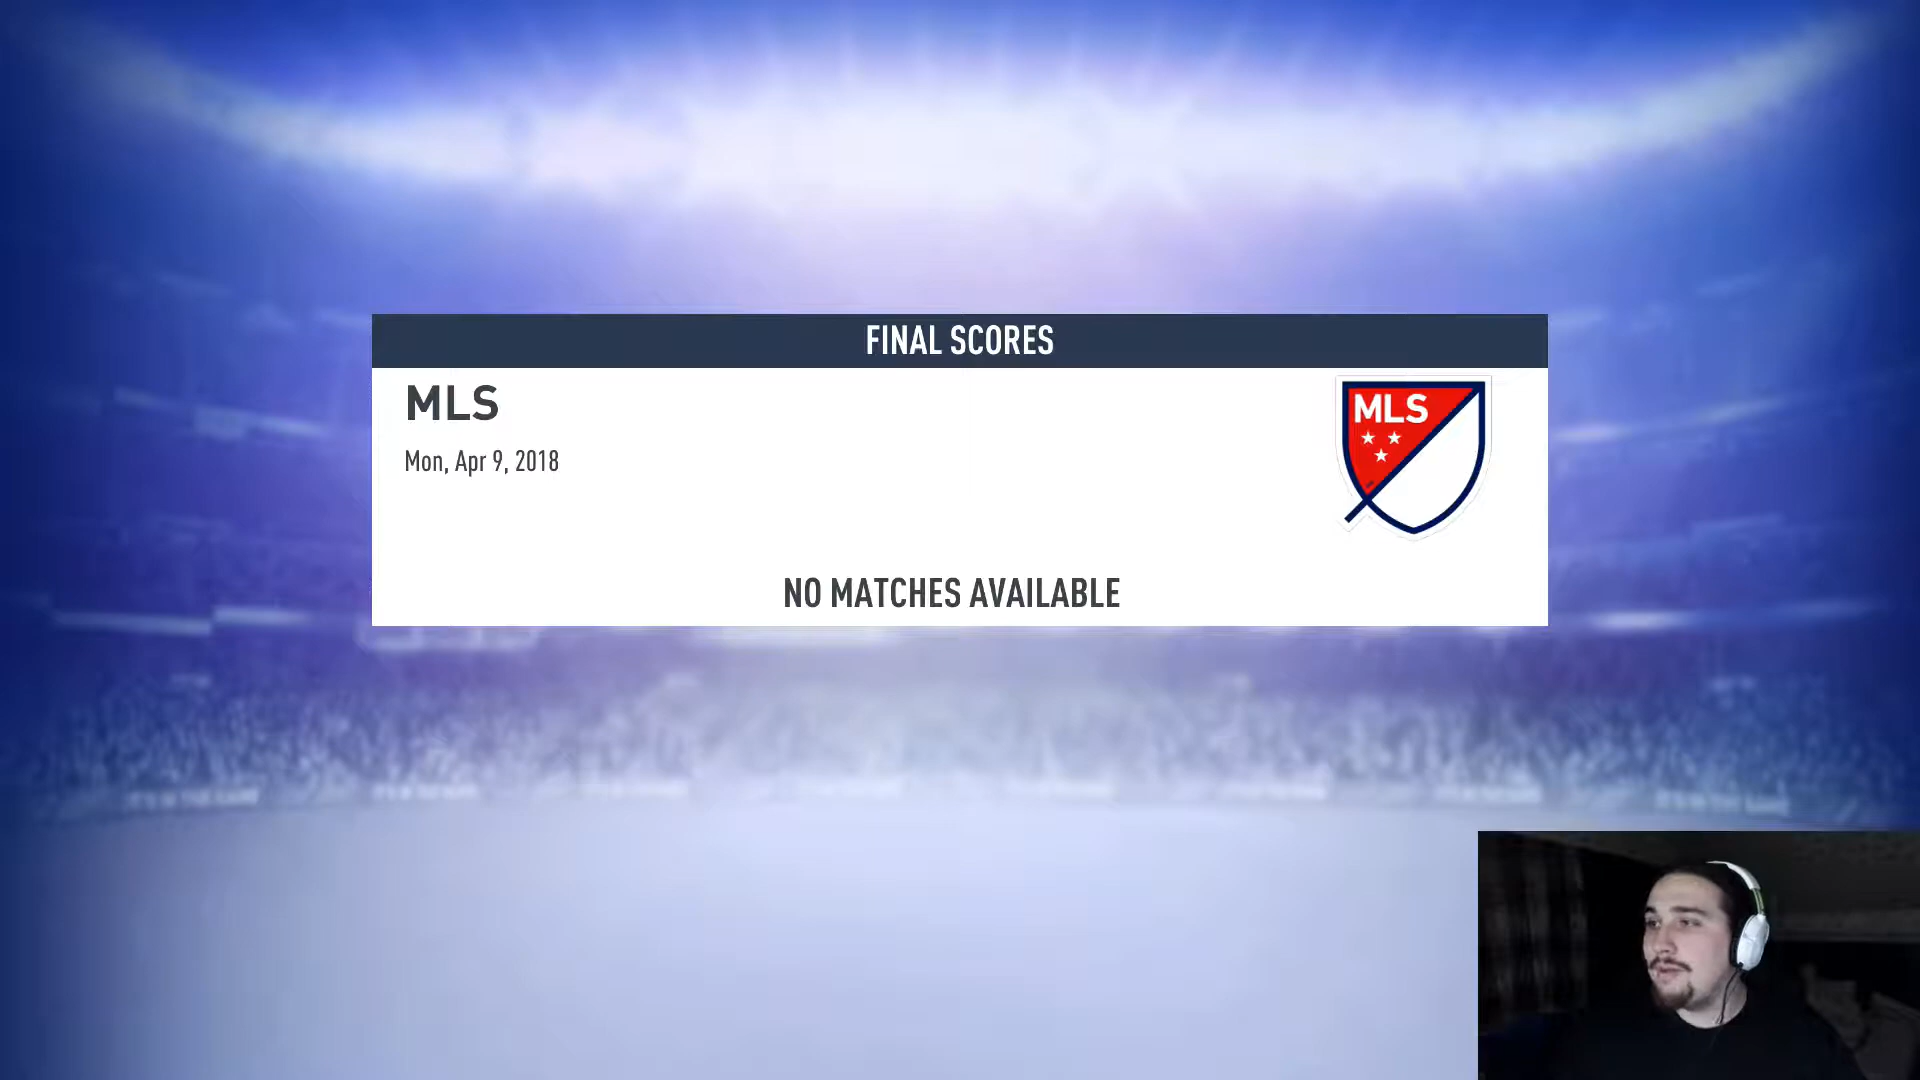 FINAL SCORES
MLS
MLS
Mon, Apr 9, 2018
NO MATCHES AVAILABLE